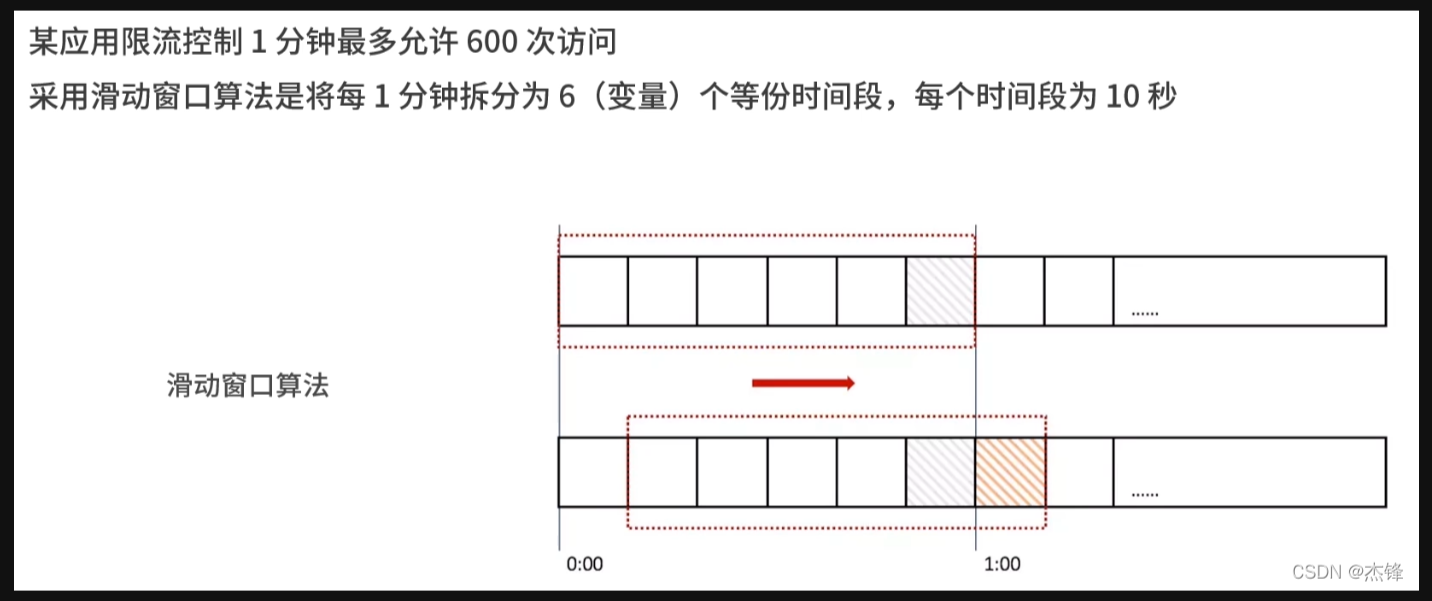 某应用限流控制 1 分钟最多允许 600 次访问
采用滑动窗口算法是将每 1 分钟拆分为 6（变量）个等份时间段，每个时间段为 10 秒
......
滑动窗口算法
......
0:00
1:00
CSDN @杰锋